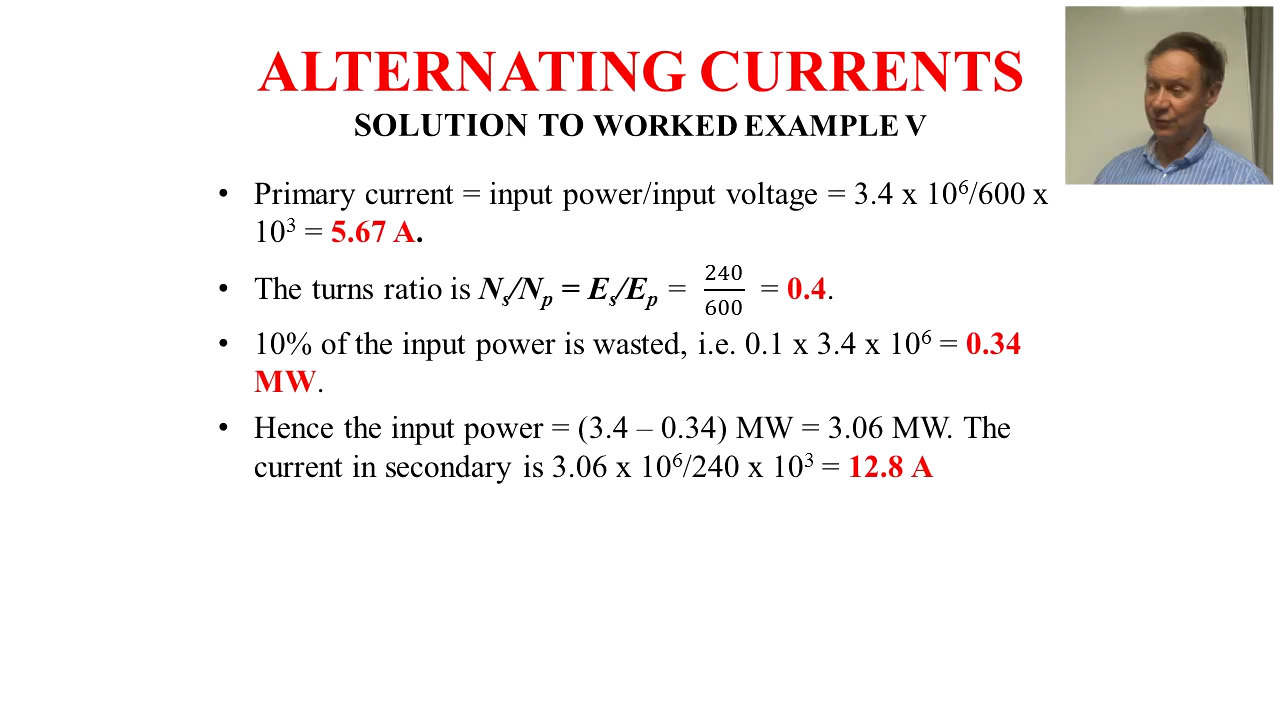 ALTERNATING CURRENTS
SOLUTION TO WORKED EXAMPLE V
• Primary current = input power/input voltage = 3.4 x 10⁶/600 x
10³ = 5.67 A.
• The turns ratio is Nₛ/Nₚ = Eₛ/Eₚ = 240/600 = 0.4.
• 10% of the input power is wasted, i.e. 0.1 x 3.4 x 10⁶ = 0.34
MW.
• Hence the input power = (3.4 – 0.34) MW = 3.06 MW. The
current in secondary is 3.06 x 10⁶/240 x 10³ = 12.8 A